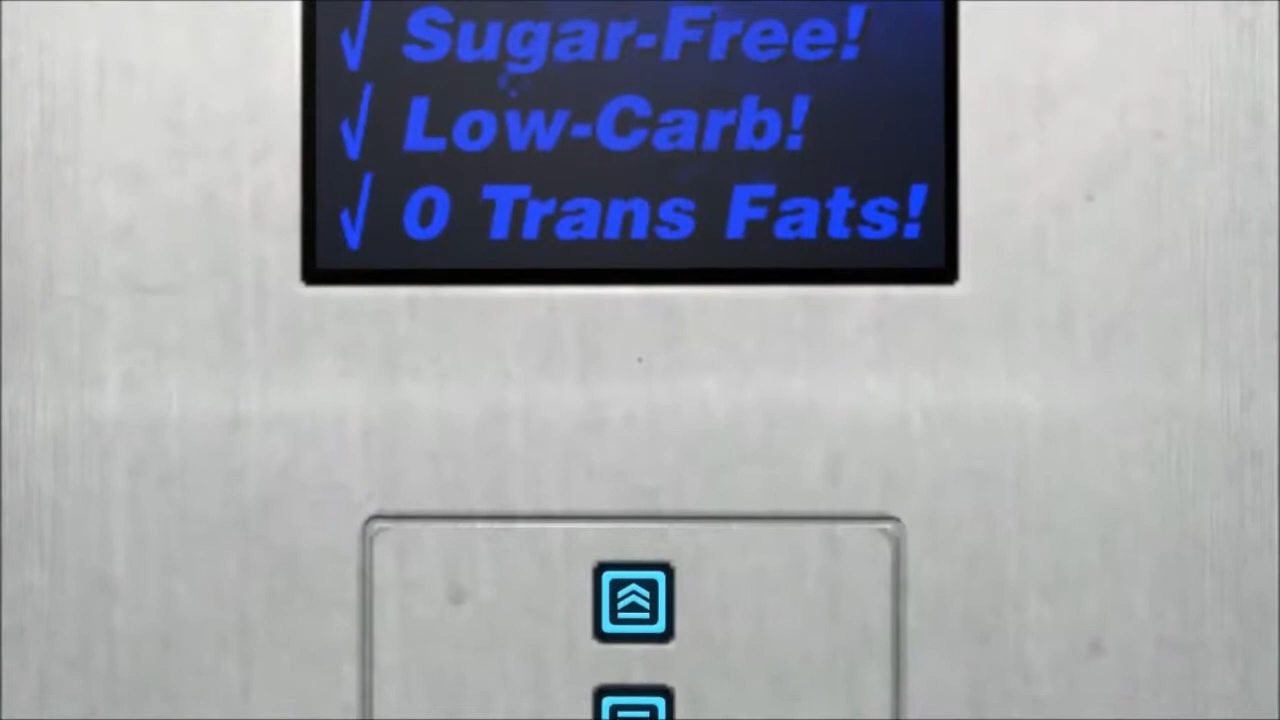 √ Sugar-Free!
√ Low-Carb!
√ 0 Trans Fats!